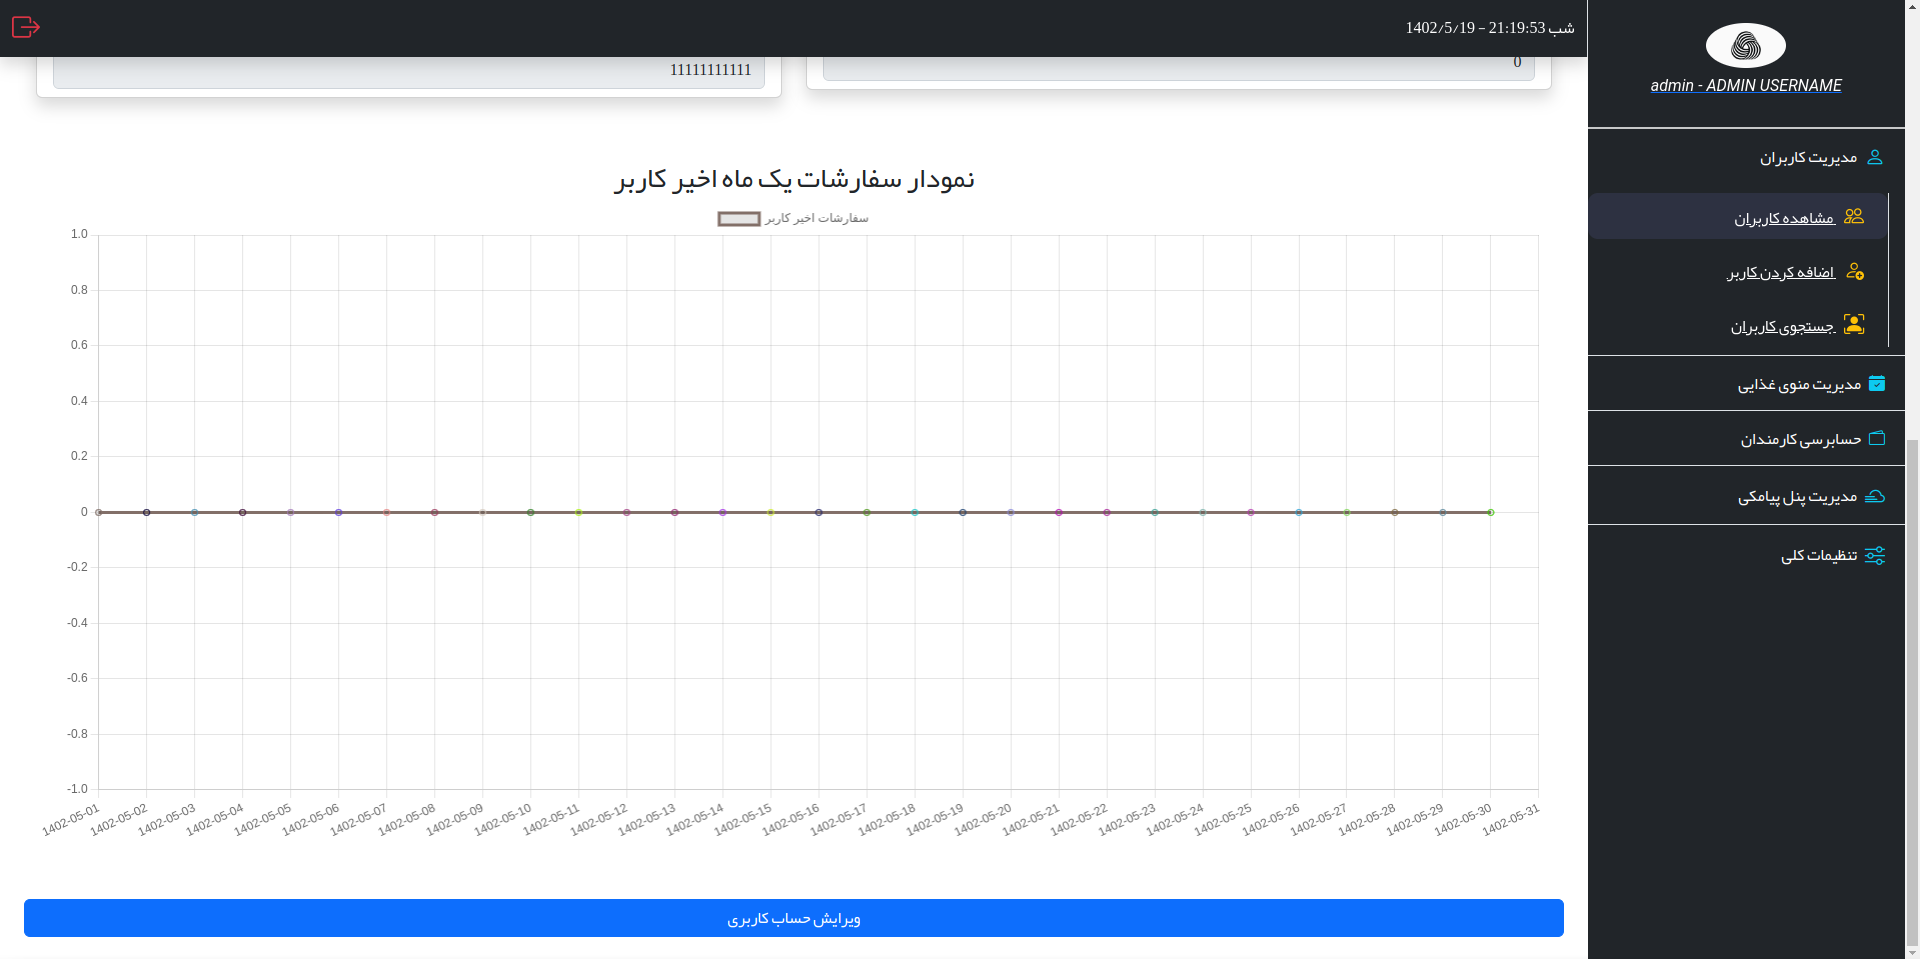 شب 21:19:53 - 1402/5/19
admin - ADMIN USERNAME
مدیریت کاربران
مشاهده کاربران
اضافه کردن کاربر
جستجوی کاربران
مدیریت منوی غذایی
حسابرسی کارمندان
مدیریت پنل پیامکی
تنظیمات کلی
0
11111111111
نمودار سفارشات یک ماه اخیر کاربر
سفارشات اخیر کاربر
1.0
0.8
0.6
0.4
0.2
0
-0.2
-0.4
-0.6
-0.8
-1.0
1402-05-01 1402-05-02 1402-05-03 1402-05-04 1402-05-05 1402-05-06 1402-05-07 1402-05-08 1402-05-09 1402-05-10 1402-05-11 1402-05-12 1402-05-13 1402-05-14 1402-05-15 1402-05-16 1402-05-17 1402-05-18 1402-05-19 1402-05-20 1402-05-21 1402-05-22 1402-05-23 1402-05-24 1402-05-25 1402-05-26 1402-05-27 1402-05-28 1402-05-29 1402-05-30 1402-05-31
ویرایش حساب کاربری